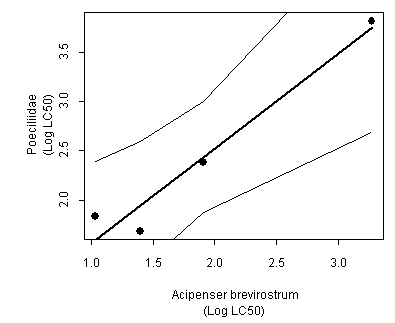 Poeciliidae
(Log LC50)
3.5
3.0
2.5
2.0
1.0 1.5 2.0 2.5 3.0
Acipenser brevirostrum
(Log LC50)